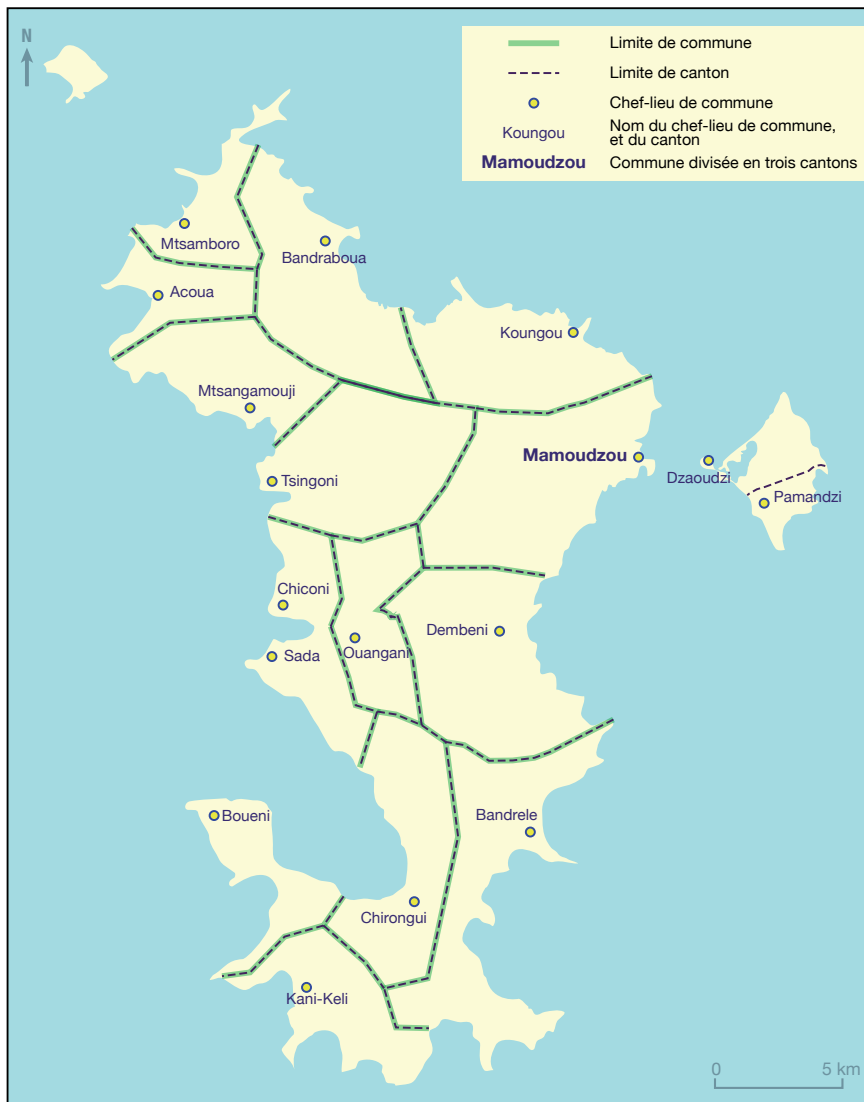 N
Limite de commune
Limite de canton
Chef-lieu de commune
Koungou
Nom du chef-lieu de commune,
et du canton
Mamoudzou
Commune divisée en trois cantons
Mtsamboro
Bandraboua
Acoua
Koungou
Mtsangamouji
Mamoudzou
Tsingoni
Dzaoudzi
Pamandzi
Chiconi
Dembeni
Ouangani
Sada
Boueni
Bandrele
Chirongui
Kani-Keli
0
5 km